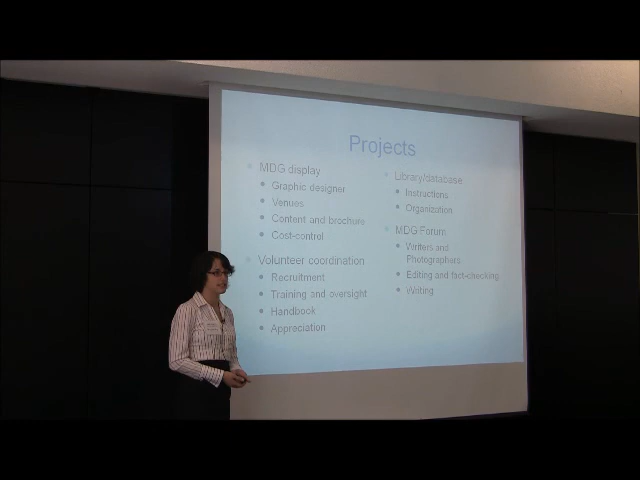 Projects
MDG display
Graphic designer
Venues
Content and brochure
Cost-control
Volunteer coordination
Recruitment
Training and oversight
Handbook
Appreciation
Library/database
Instructions
Organization
MDG Forum
Writers and
Photographers
Editing and fact-checking
Writing